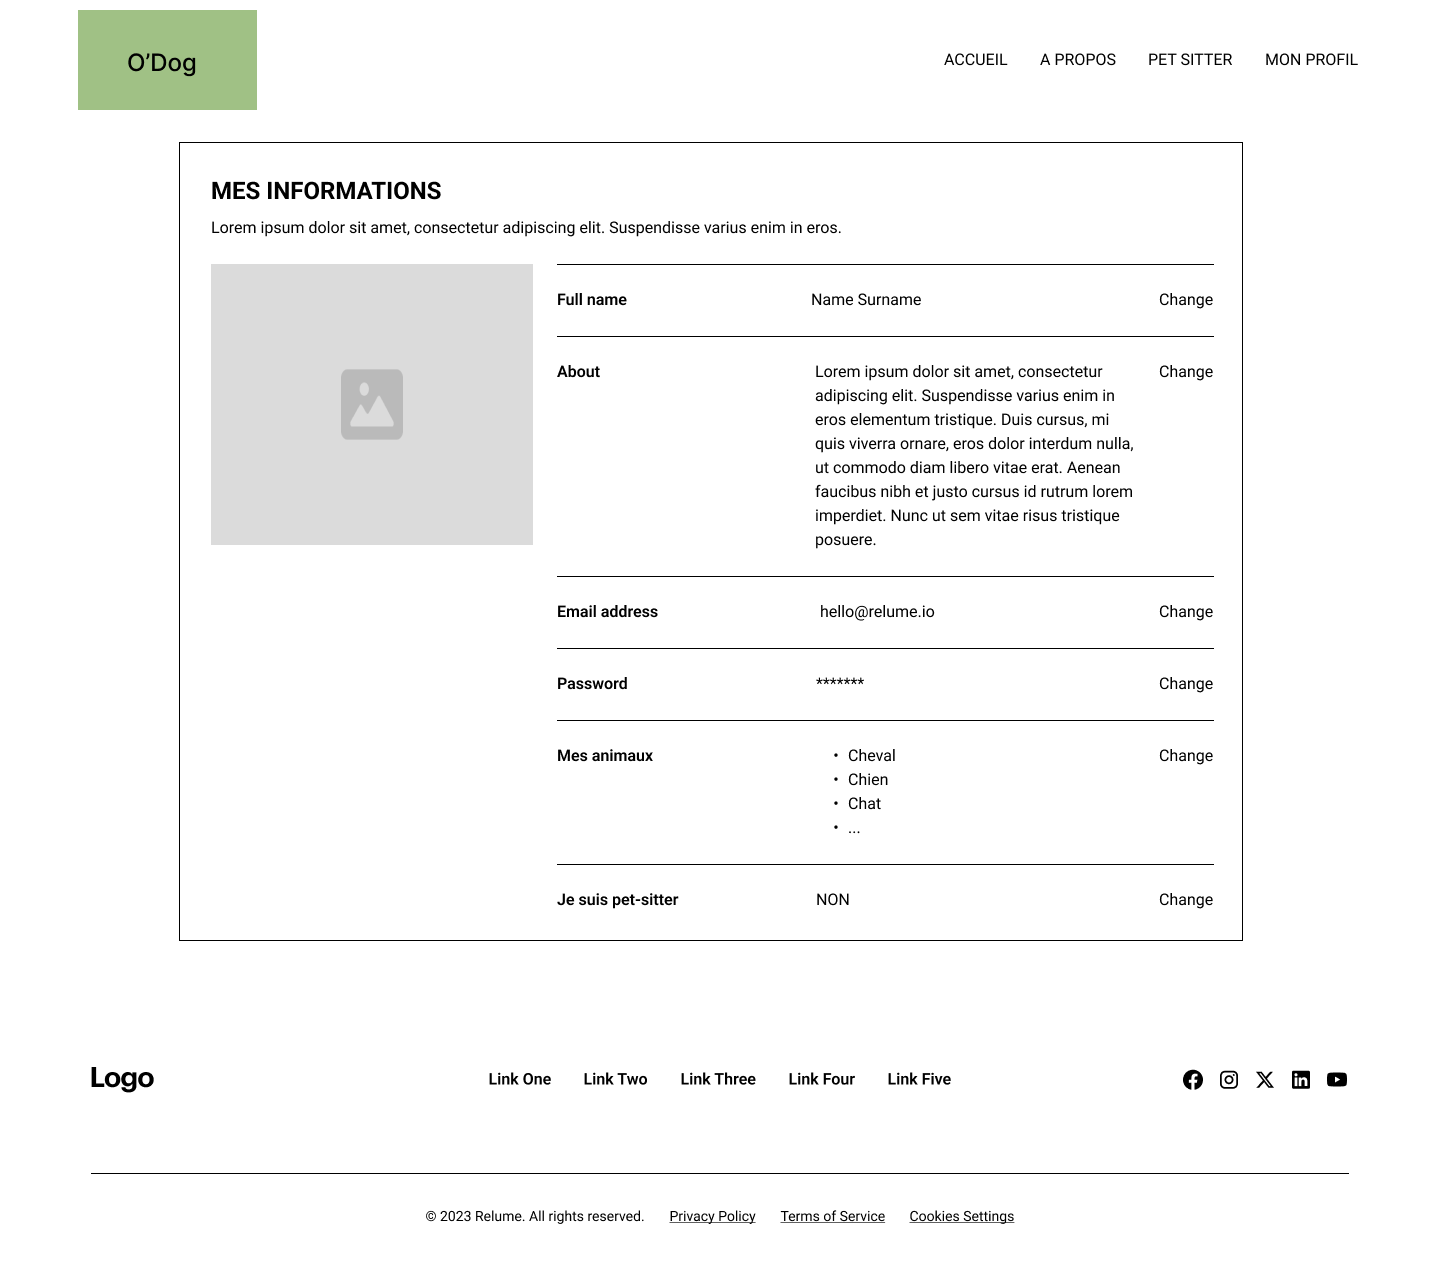 O’Dog
ACCUEIL A PROPOS PET SITTER MON PROFIL
MES INFORMATIONS
Lorem ipsum dolor sit amet, consectetur adipiscing elit. Suspendisse varius enim in eros.
Full name Name Surname Change
About Lorem ipsum dolor sit amet, consectetur Change
adipiscing elit. Suspendisse varius enim in
eros elementum tristique. Duis cursus, mi
quis viverra ornare, eros dolor interdum nulla,
ut commodo diam libero vitae erat. Aenean
faucibus nibh et justo cursus id rutrum lorem
imperdiet. Nunc ut sem vitae risus tristique
posuere.
Email address hello@relume.io Change
Password ******* Change
Mes animaux • Cheval Change
• Chien
• Chat
• ...
Je suis pet-sitter NON Change
Logo Link One Link Two Link Three Link Four Link Five
© 2023 Relume. All rights reserved. Privacy Policy Terms of Service Cookies Settings